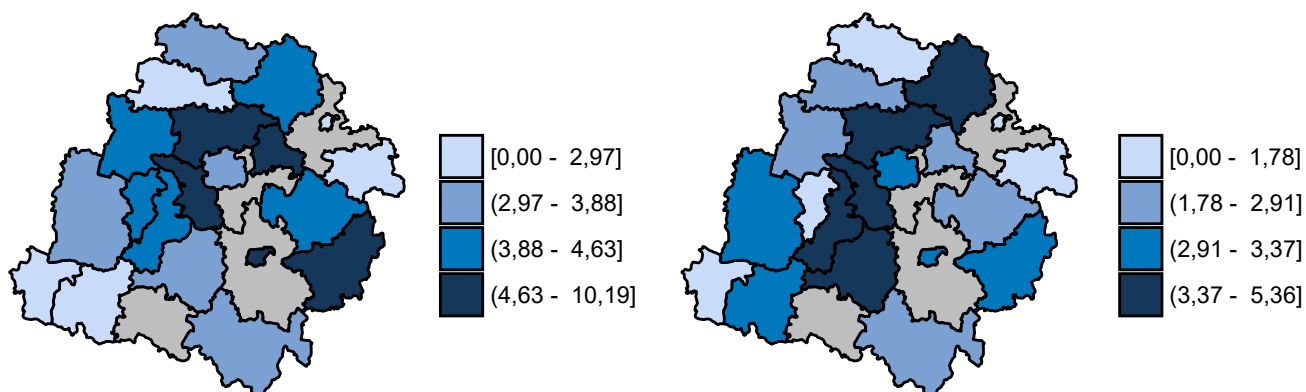 [0,00 - 2,97]
(2,97 - 3,88]
(3,88 - 4,63]
(4,63 - 10,19]
[0,00 - 1,78]
(1,78 - 2,91]
(2,91 - 3,37]
(3,37 - 5,36]